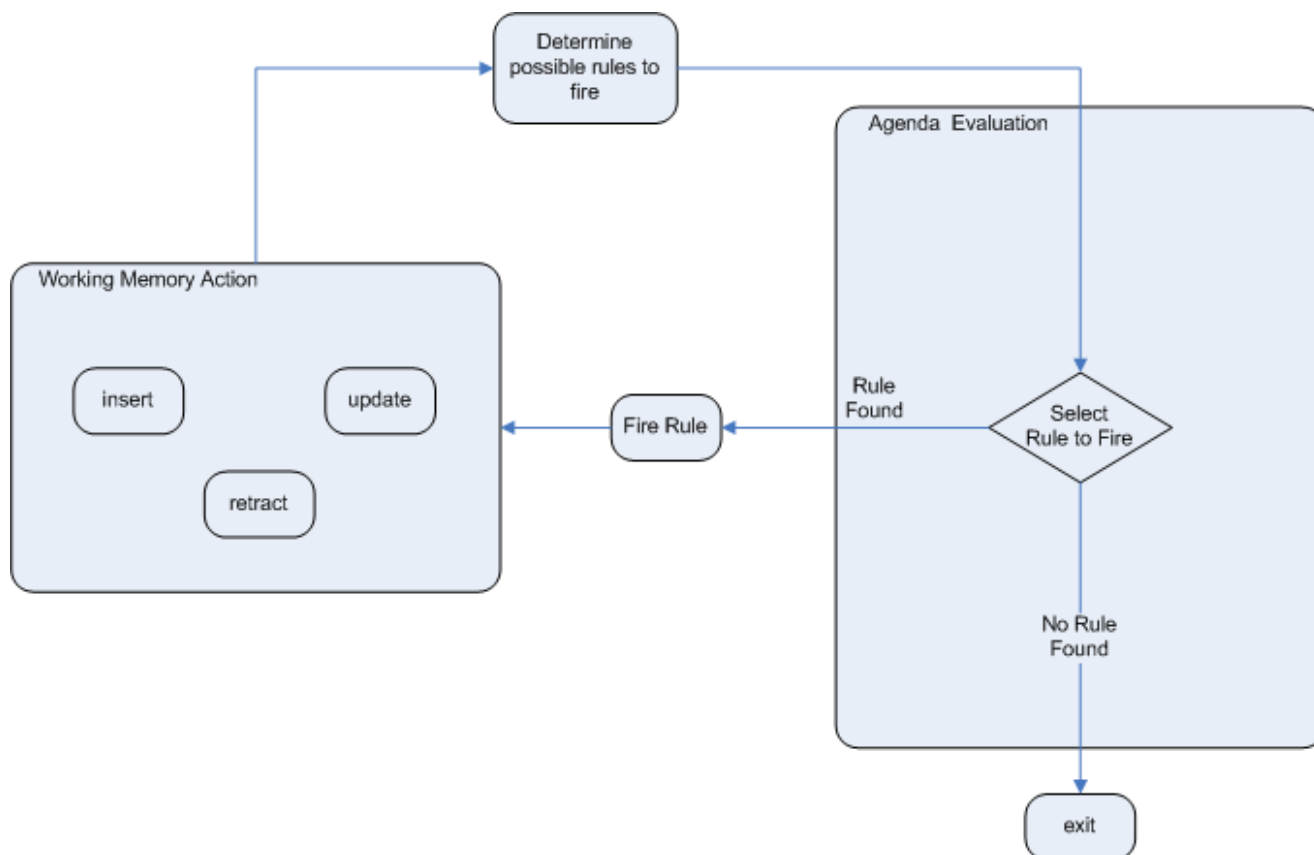 Determine
possible rules to
fire
Agenda Evaluation
Working Memory Action
insert
update
retract
Fire Rule
Rule
Found
Select
Rule to Fire
No Rule
Found
exit